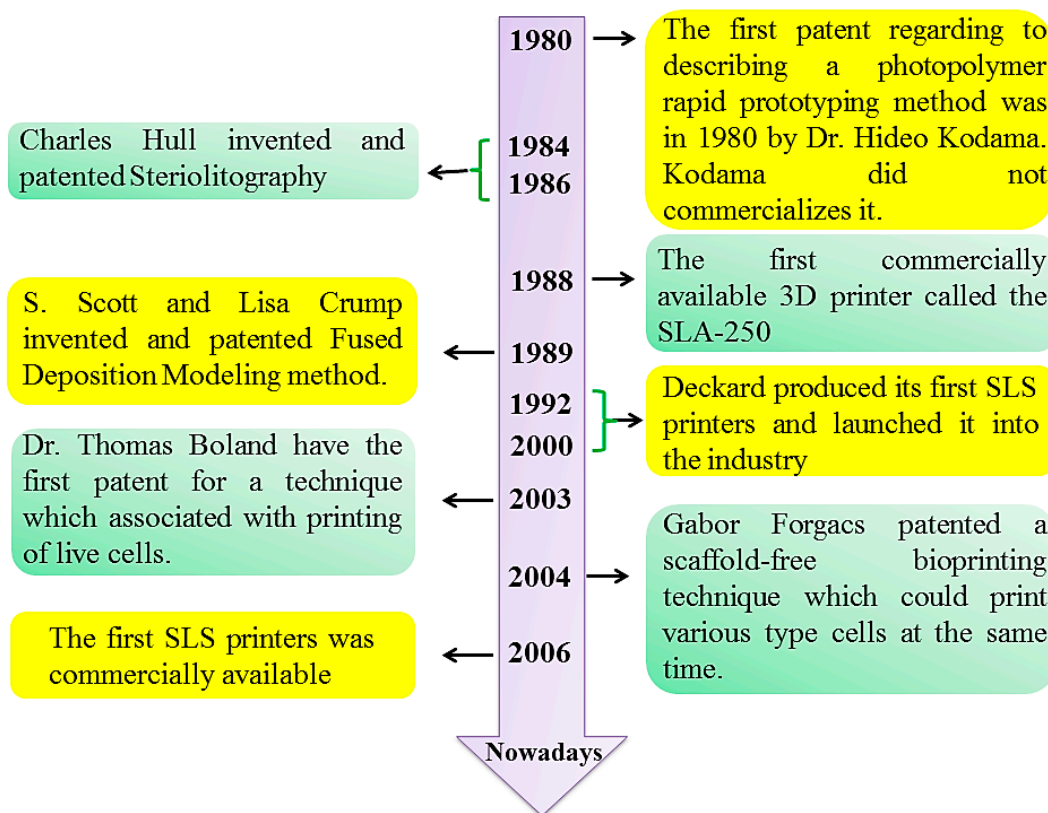 1980
The first patent regarding to
describing a photopolymer
rapid prototyping method was
in 1980 by Dr. Hideo Kodama.
Kodama did not
commercializes it.
Charles Hull invented and
patented Steriolitography
1984
1986
1988
The first commercially
available 3D printer called the
SLA-250
S. Scott and Lisa Crump
invented and patented Fused
Deposition Modeling method.
1989
1992
2000
Deckard produced its first SLS
printers and launched it into
the industry
Dr. Thomas Boland have the
first patent for a technique
which associated with printing
of live cells.
2003
2004
Gabor Forgacs patented a
scaffold-free bioprinting
technique which could print
various type cells at the same
time.
The first SLS printers was
commercially available
2006
Nowadays